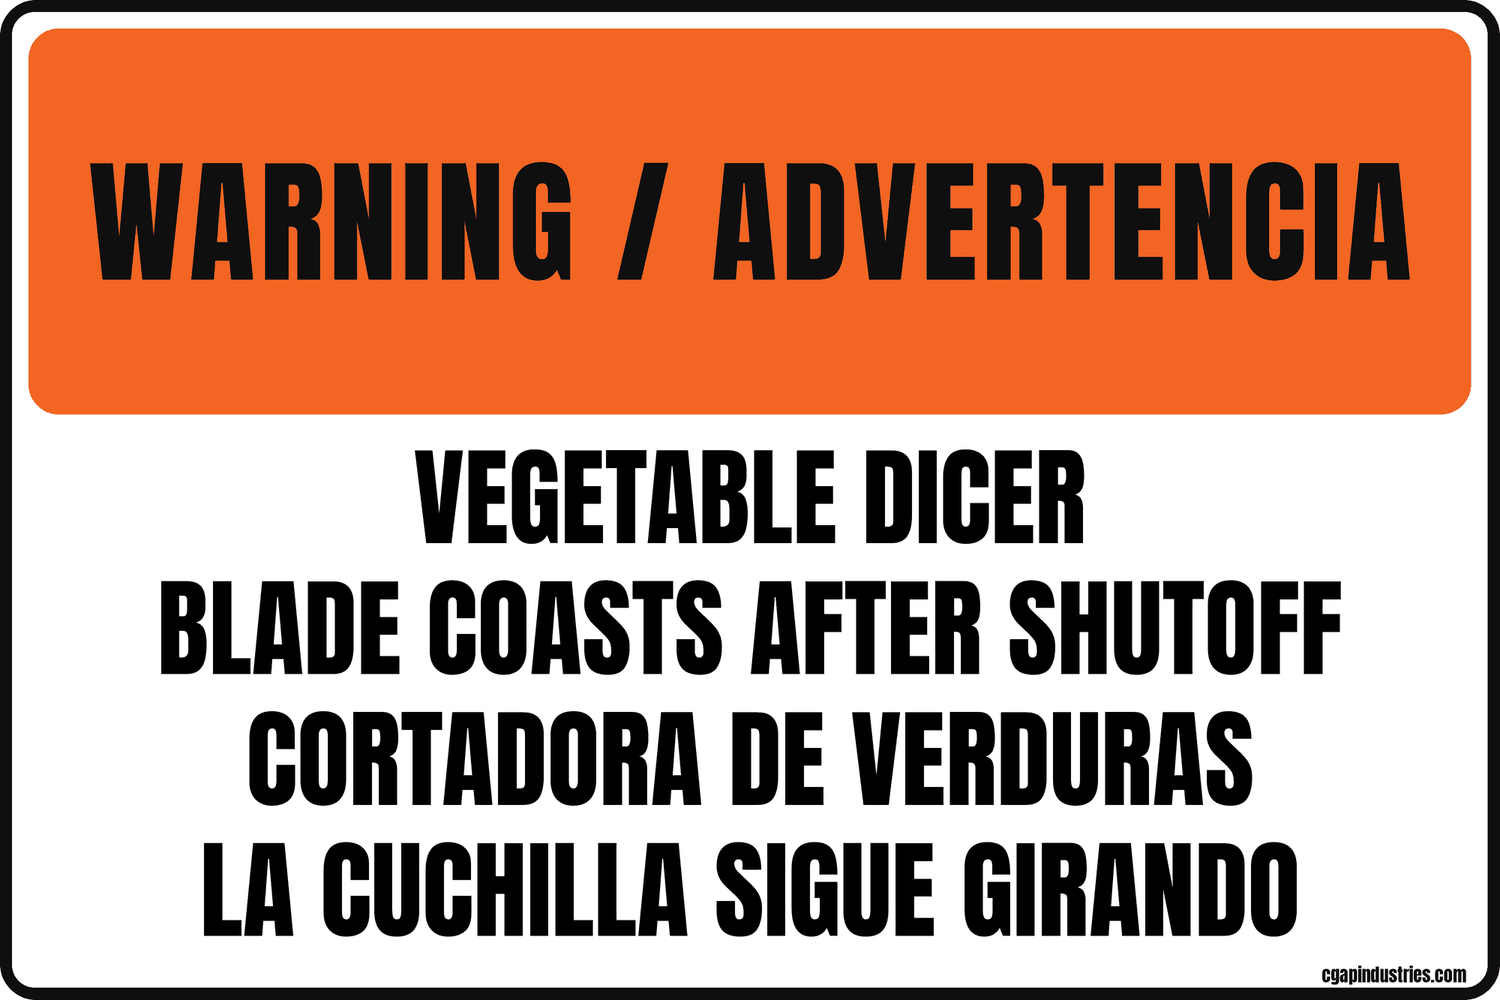 WARNING / ADVERTENCIA
VEGETABLE DICER
BLADE COASTS AFTER SHUTOFF
CORTADORA DE VERDURAS
LA CUCHILLA SIGUE GIRANDO
cgapindustries.com